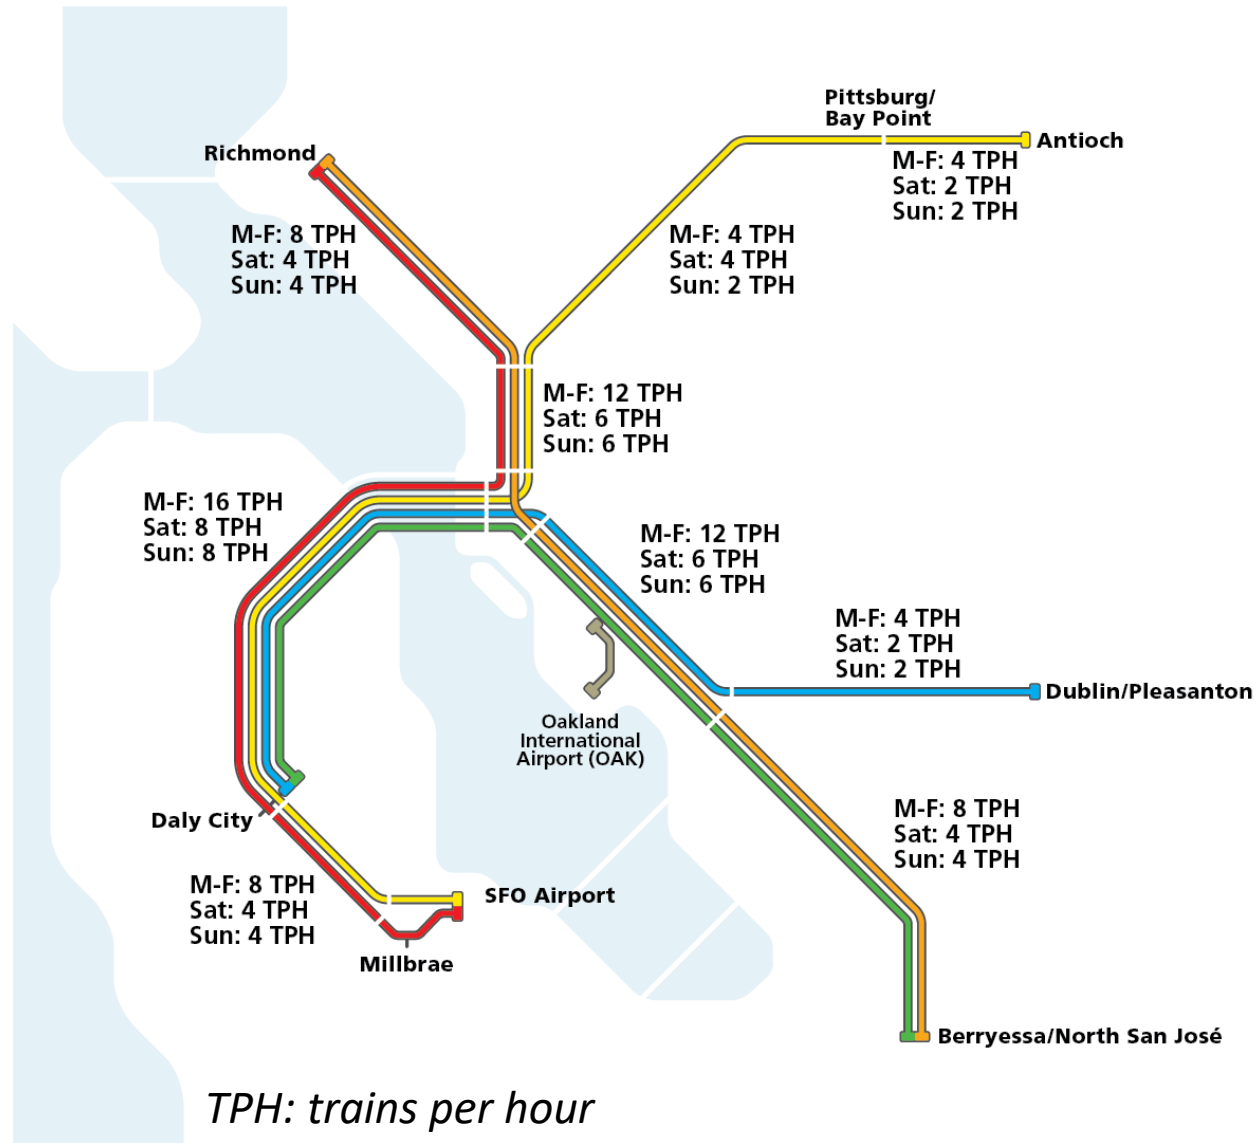 Pittsburg/
Bay Point
Antioch
M-F: 4 TPH
Sat: 2 TPH
Sun: 2 TPH
Richmond
M-F: 8 TPH
Sat: 4 TPH
Sun: 4 TPH
M-F: 4 TPH
Sat: 4 TPH
Sun: 2 TPH
M-F: 12 TPH
Sat: 6 TPH
Sun: 6 TPH
M-F: 16 TPH
Sat: 8 TPH
Sun: 8 TPH
M-F: 12 TPH
Sat: 6 TPH
Sun: 6 TPH
M-F: 4 TPH
Sat: 2 TPH
Sun: 2 TPH
Dublin/Pleasanton
Oakland
International
Airport (OAK)
Daly City
M-F: 8 TPH
Sat: 4 TPH
Sun: 4 TPH
M-F: 8 TPH
Sat: 4 TPH
Sun: 4 TPH
SFO Airport
Millbrae
Berryessa/North San José
TPH: trains per hour